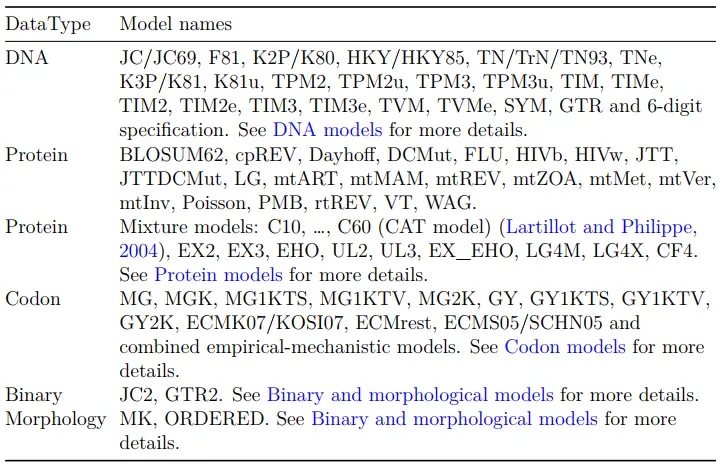 DataType Model names
DNA JC/JC69, F81, K2P/K80, HKY/HKY85, TN/TrN/TN93, TNe,
K3P/K81, K81u, TPM2, TPM2u, TPM3, TPM3u, TIM, TIMe,
TIM2, TIM2e, TIM3, TIM3e, TVM, TVMe, SYM, GTR and 6-digit
specification. See DNA models for more details.
Protein BLOSUM62, cpREV, Dayhoff, DCMut, FLU, HIVb, HIVw, JTT,
JTTDCMut, LG, mtART, mtMAM, mtREV, mtZOA, mtMet, mtVer,
mtInv, Poisson, PMB, rtREV, VT, WAG.
Protein Mixture models: C10, …, C60 (CAT model) (Lartillot and Philippe,
2004), EX2, EX3, EHO, UL2, UL3, EX_EHO, LG4M, LG4X, CF4.
See Protein models for more details.
Codon MG, MGK, MG1KTS, MG1KTV, MG2K, GY, GY1KTS, GY1KTV,
GY2K, ECMK07/KOSI07, ECMrest, ECMS05/SCHN05 and
combined empirical-mechanistic models. See Codon models for more
details.
Binary JC2, GTR2. See Binary and morphological models for more details.
Morphology MK, ORDERED. See Binary and morphological models for more
details.